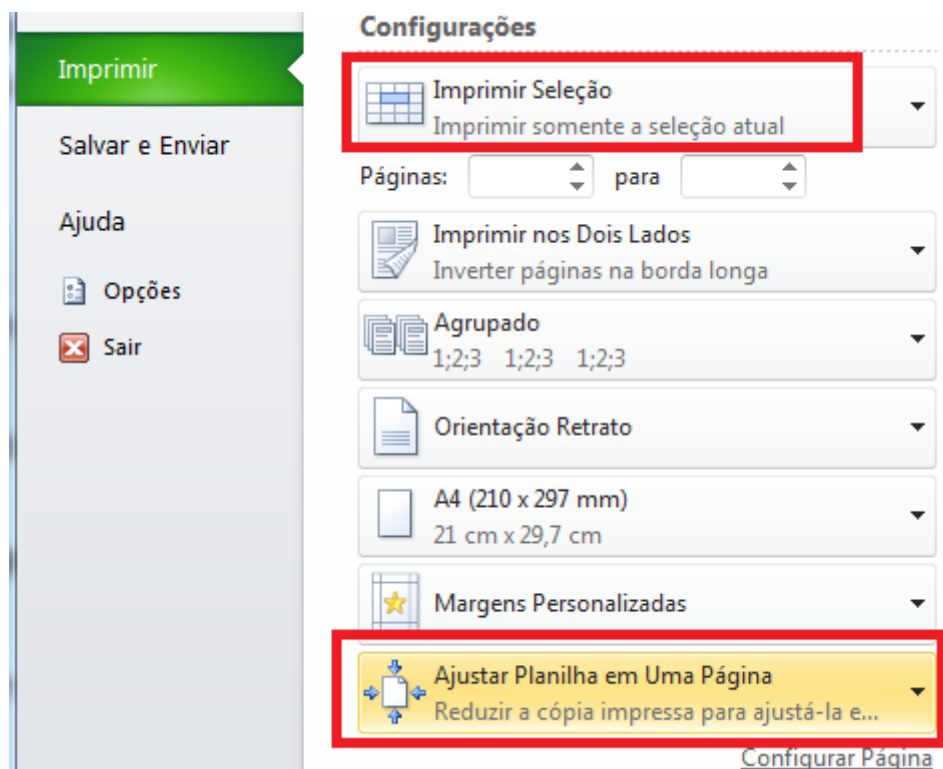 Imprimir
Salvar e Enviar
Ajuda
Opções
Sair
Configurações
Imprimir Seleção
Imprimir somente a seleção atual
Páginas: para
Imprimir nos Dois Lados
Inverter páginas na borda longa
Agrupado
1;2;3 1;2;3 1;2;3
Orientação Retrato
A4 (210 x 297 mm)
21 cm x 29,7 cm
Margens Personalizadas
Ajustar Planilha em Uma Página
Reduzir a cópia impressa para ajustá-la e...
Configurar Página